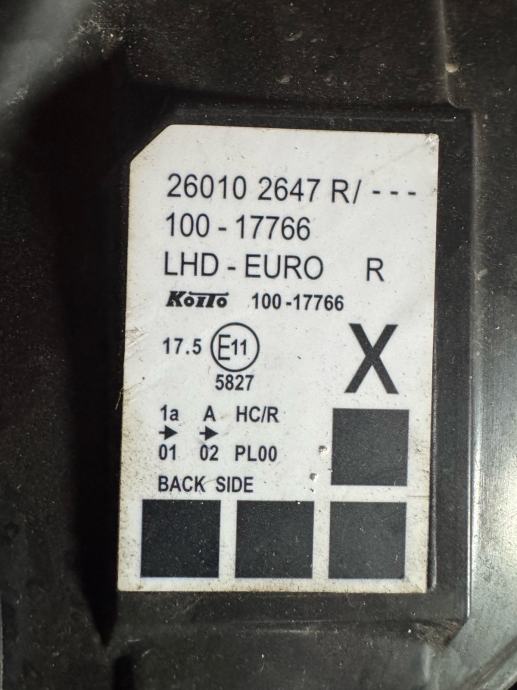 26010 2647 R/ - - -
100 - 17766
LHD - EURO R
KOITO 100-17766
17.5 E11
X
5827
1a A HC/R
→ →
01 02 PL00
BACK SIDE